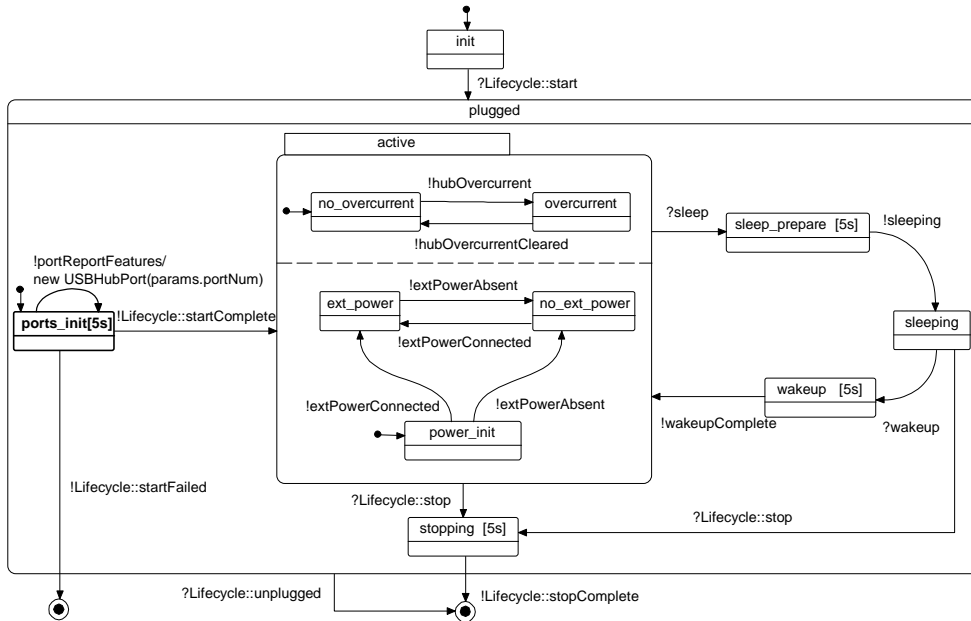 init
?Lifecycle::start
plugged
active
!hubOvercurrent
no_overcurrent
overcurrent
!hubOvercurrentCleared
?sleep
sleep_prepare [5s]
!sleeping
!portReportFeatures/
new USBHubPort(params.portNum)
ports_init[5s]
!Lifecycle::startComplete
!extPowerAbsent
ext_power
no_ext_power
!extPowerConnected
sleeping
!extPowerConnected
!extPowerAbsent
power_init
wakeup [5s]
!wakeupComplete
?wakeup
!Lifecycle::startFailed
?Lifecycle::stop
stopping [5s]
?Lifecycle::stop
?Lifecycle::unplugged
!Lifecycle::stopComplete